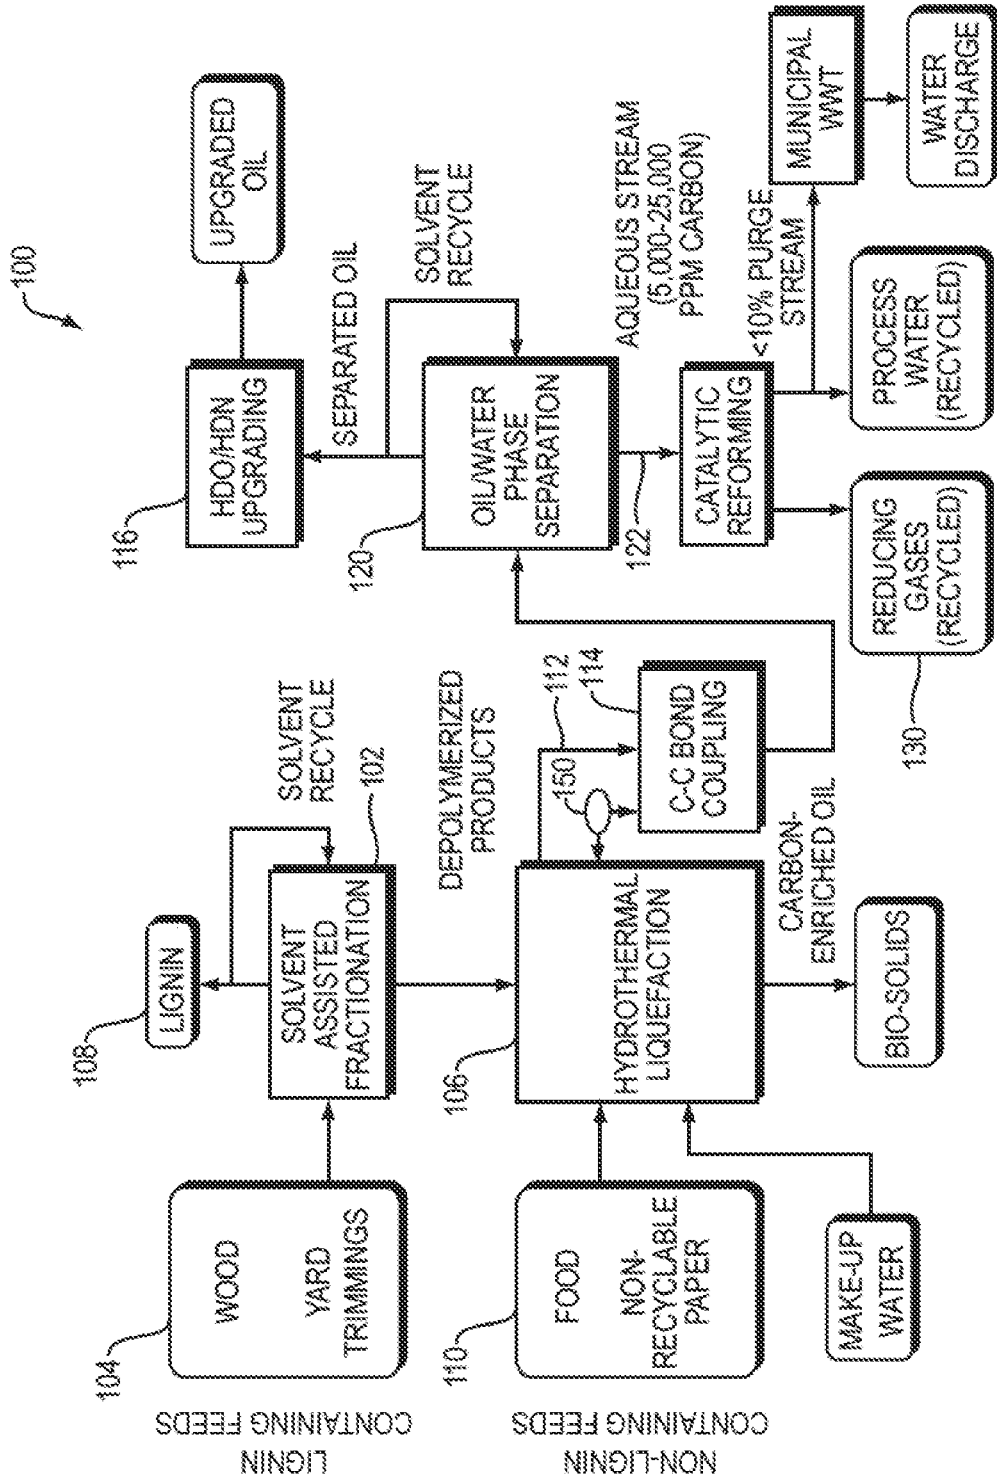 100
LIGNIN
CONTAINING FEEDS
104
WOOD
YARD
TRIMMINGS
108
LIGNIN
SOLVENT
RECYCLE
SOLVENT
ASSISTED
FRACTIONATION
102
116
HDO/HDN
UPGRADING
UPGRADED
OIL
SEPARATED OIL
SOLVENT
RECYCLE
120
OIL/WATER
PHASE
SEPARATION
NON-LIGNIN
CONTAINING FEEDS
110
FOOD
NON-
RECYCLABLE
PAPER
106
HYDROTHERMAL
LIQUEFACTION
DEPOLYMERIZED
PRODUCTS
112
150
114
C-C BOND
COUPLING
122
AQUEOUS STREAM
(5,000-25,000
PPM CARBON)
CATALYTIC
REFORMING
<10% PURGE
STREAM
MUNICIPAL
WWT
MAKE-UP
WATER
BIO-SOLIDS
CARBON-
ENRICHED OIL
130
REDUCING
GASES
(RECYCLED)
PROCESS
WATER
(RECYCLED)
WATER
DISCHARGE